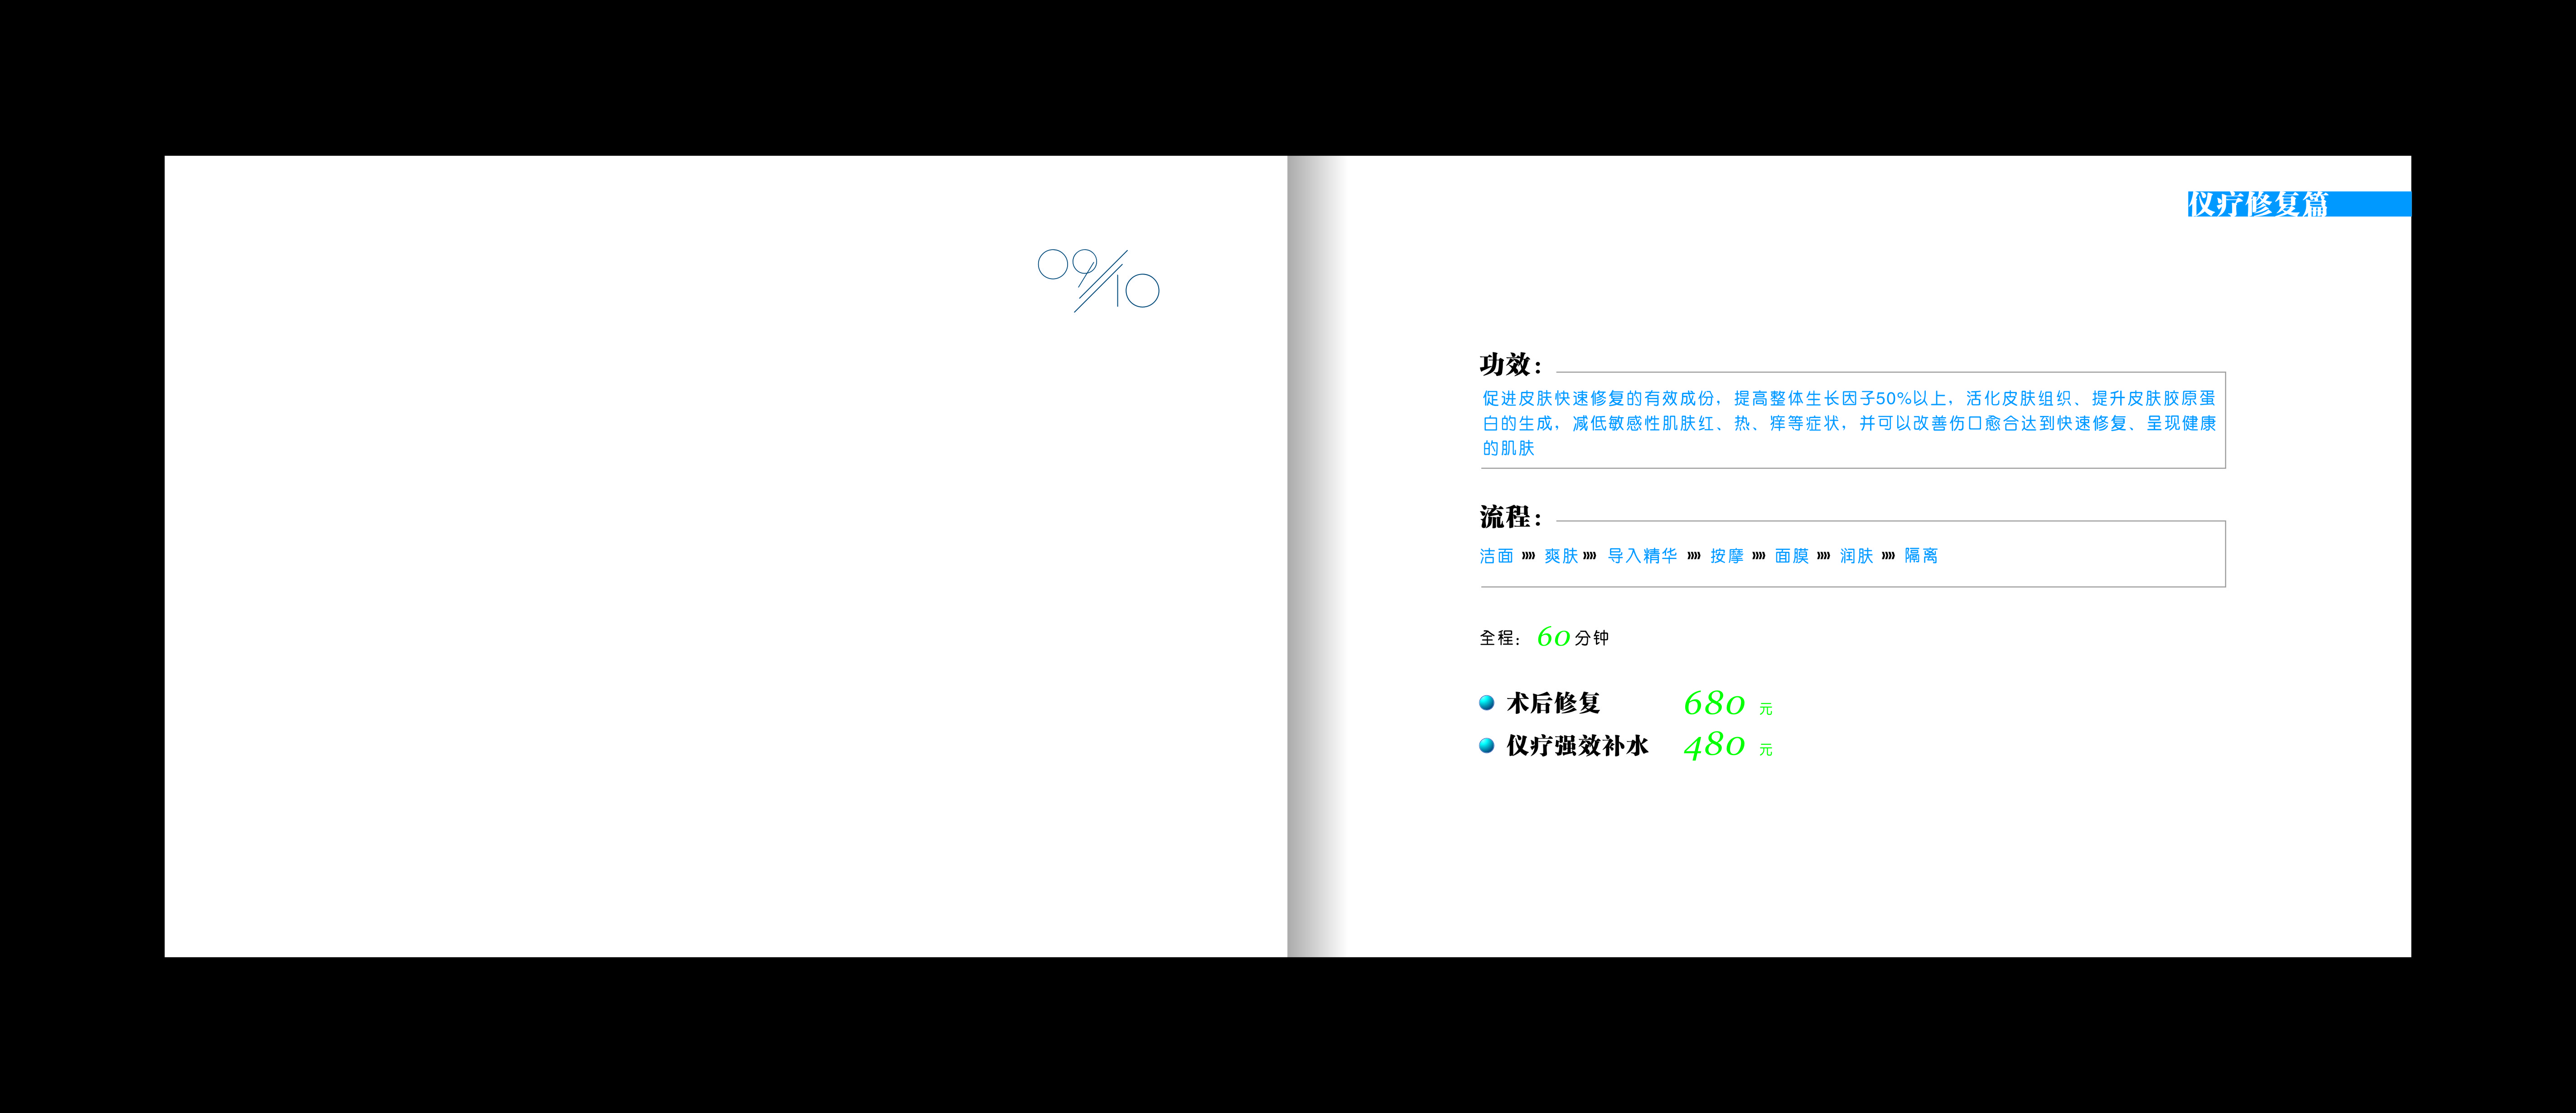 09//10
仪疗修复篇
功效：
促进皮肤快速修复的有效成份，提高整体生长因子50%以上，活化皮肤组织、提升皮肤胶原蛋
白的生成，减低敏感性肌肤红、热、痒等症状，并可以改善伤口愈合达到快速修复、呈现健康
的肌肤
流程：
洁面 »» 爽肤 »» 导入精华 »» 按摩 »» 面膜 »» 润肤 »» 隔离
全程： 60 分钟
术后修复 680 元
仪疗强效补水 480 元